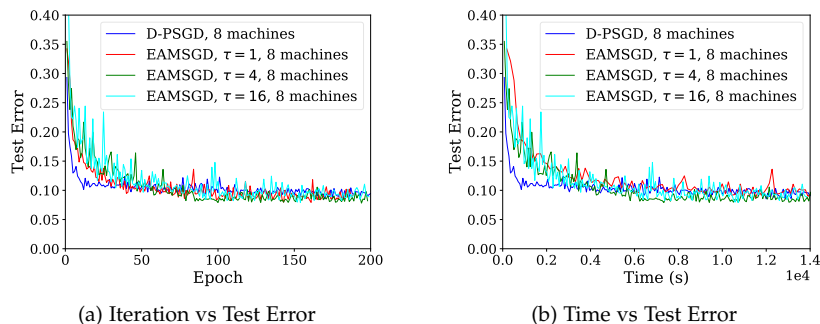 0.40
0.35
0.30
0.25
0.20
0.15
0.10
0.05
0.00
Test Error
D-PSGD, 8 machines
EAMSGD, τ = 1, 8 machines
EAMSGD, τ = 4, 8 machines
EAMSGD, τ = 16, 8 machines
0 50 100 150 200
Epoch
(a) Iteration vs Test Error
0.40
0.35
0.30
0.25
0.20
0.15
0.10
0.05
0.00
Test Error
D-PSGD, 8 machines
EAMSGD, τ = 1, 8 machines
EAMSGD, τ = 4, 8 machines
EAMSGD, τ = 16, 8 machines
0.0 0.2 0.4 0.6 0.8 1.0 1.2 1.4
1e4
Time (s)
(b) Time vs Test Error